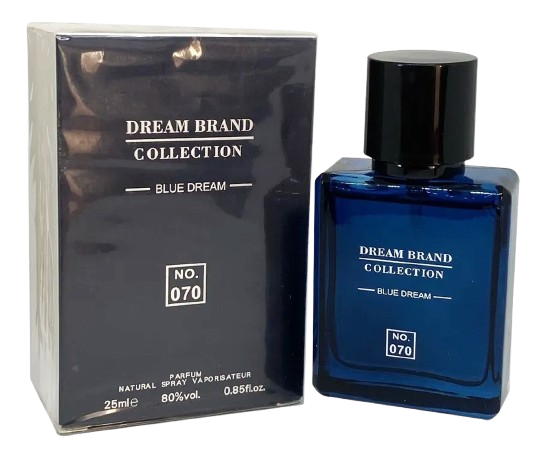 DREAM BRAND
COLLECTION
BLUE DREAM
NO.
070
PARFUM
NATURAL SPRAY VAPORISATEUR
25ml e 80%vol. 0.85fl.oz.
DREAM BRAND
COLLECTION
BLUE DREAM
NO.
070